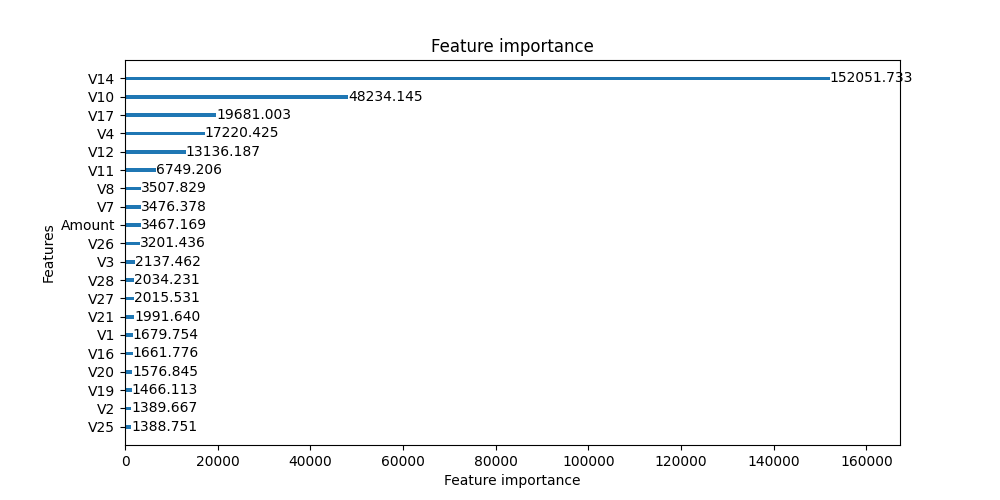 Feature importance
V14 152051.733
V10 48234.145
V17 19681.003
V4 17220.425
V12 13136.187
V11 6749.206
V8 3507.829
V7 3476.378
Amount 3467.169
V26 3201.436
V3 2137.462
V28 2034.231
V27 2015.531
V21 1991.640
V1 1679.754
V16 1661.776
V20 1576.845
V19 1466.113
V2 1389.667
V25 1388.751
Features
0 20000 40000 60000 80000 100000 120000 140000 160000
Feature importance